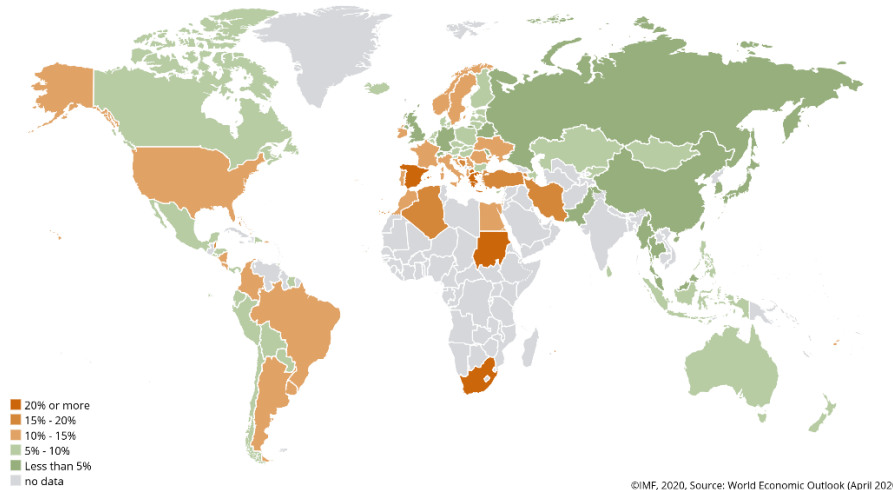 20% or more
15% - 20%
10% - 15%
5% - 10%
Less than 5%
no data
©IMF, 2020, Source: World Economic Outlook (April 202